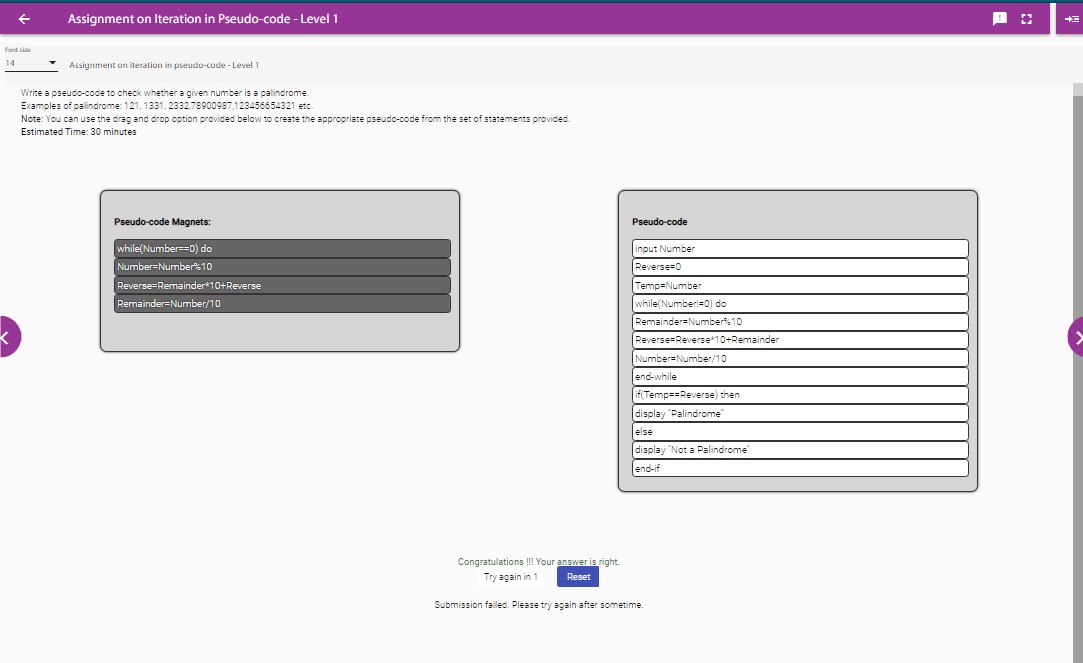 Assignment on Iteration in Pseudo-code - Level 1
Font size
14
Assignment on iteration in pseudo-code - Level 1
Write a pseudo-code to check whether a given number is a palindrome.
Examples of palindrome: 121, 1331, 2332,78900987,123456654321 etc.
Note: You can use the drag and drop option provided below to create the appropriate pseudo-code from the set of statements provided.
Estimated Time: 30 minutes
Pseudo-code Magnets:
while(Number==0) do
Number=Number%10
Reverse=Remainder*10+Reverse
Remainder=Number/10
Pseudo-code
input Number
Reverse=0
Temp=Number
while(Number!=0) do
Remainder=Number%10
Reverse=Reverse*10+Remainder
Number=Number/10
end-while
if(Temp==Reverse) then
display "Palindrome"
else
display "Not a Palindrome"
end-if
Congratulations !!! Your answer is right.
Try again in 1
Reset
Submission failed. Please try again after sometime.